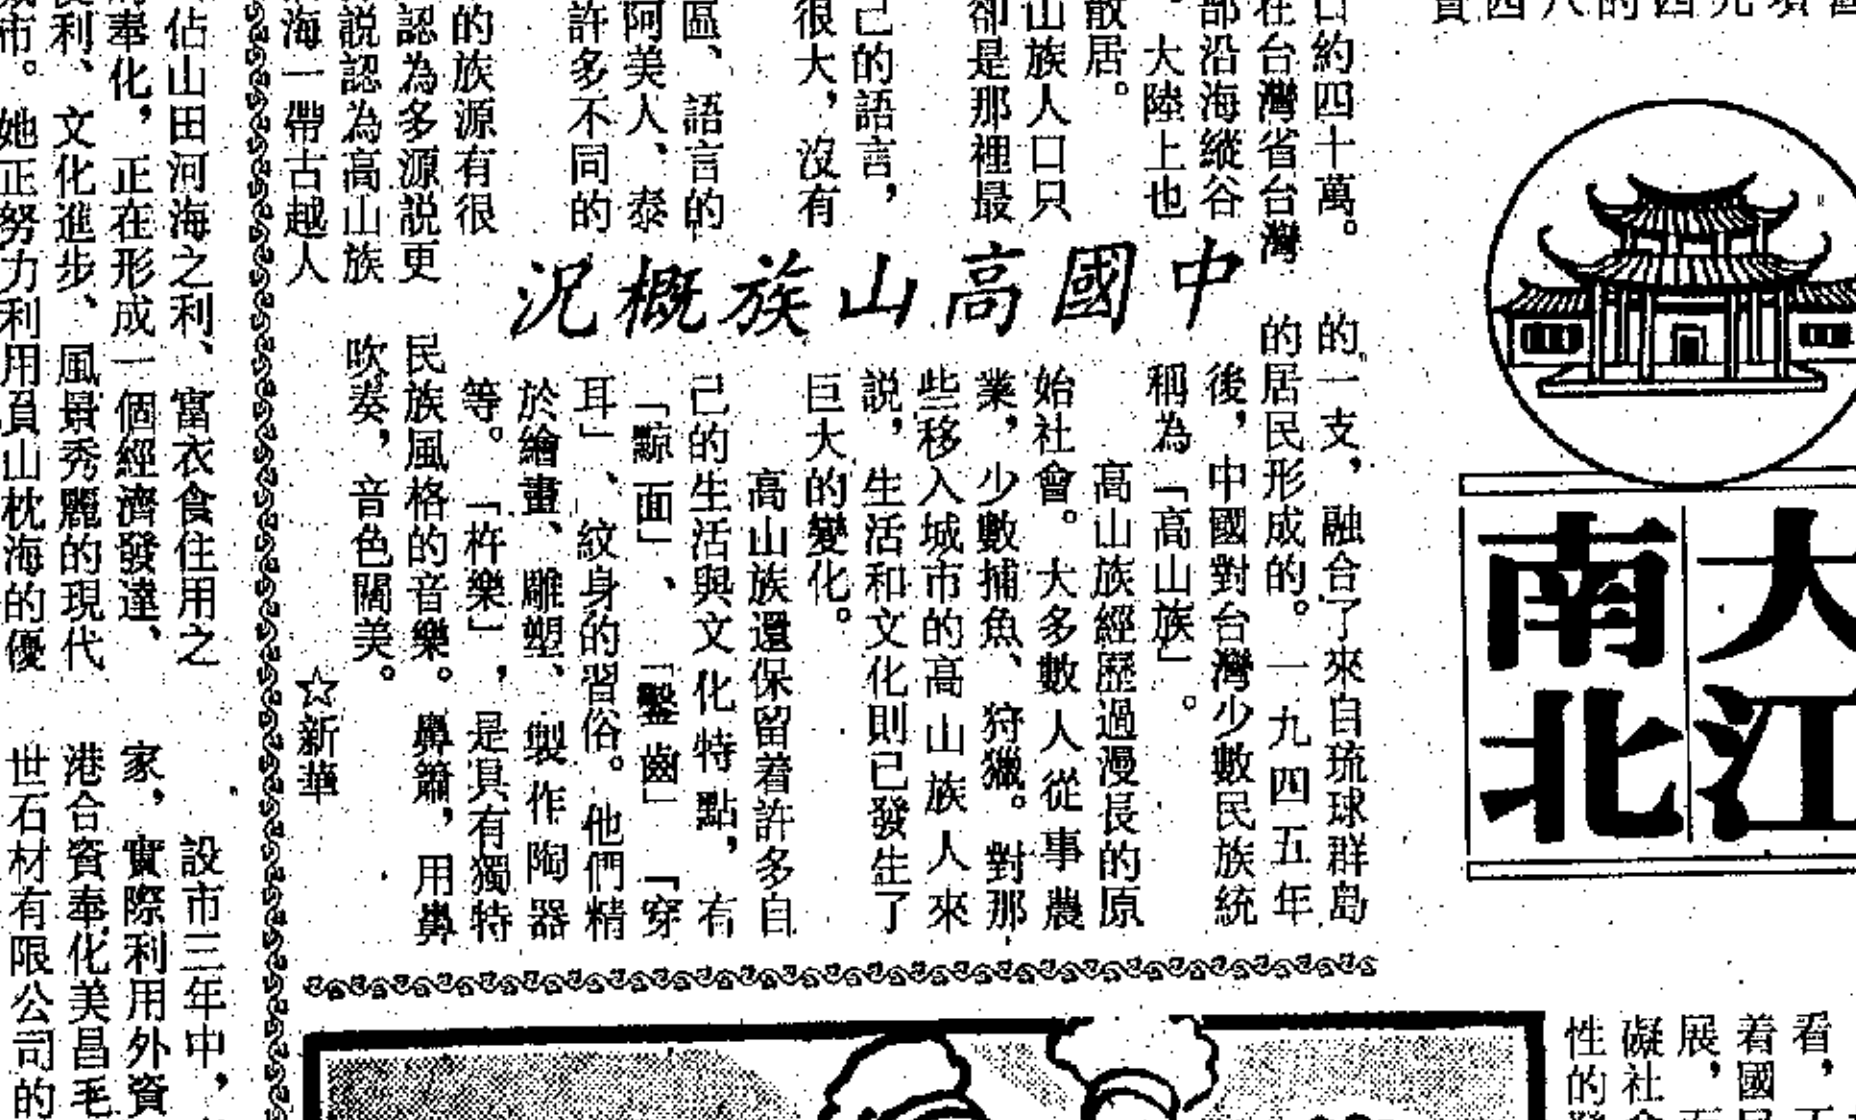 大江
南北
中國高山族概況
口約四十萬。
在台灣省台灣
部沿海縱谷
。大陸上也
散居。
山族人口只
卻是那裡最
己的語言，
很大，沒有
區、語言的
阿美人、泰
許多不同的
的族源有很
認為多源説更
説認為高山族
海一帶古越人
的一支，融合了來自琉球群島
的居民形成的。一九四五年
後，中國對台灣少數民族統
稱為「高山族」。
高山族經歷過漫長的原
始社會。大多數人從事農
業，少數捕魚、狩獵。對那
些移入城市的高山族人來
説，生活和文化則已發生了
巨大的變化。
高山族還保留着許多自
己的生活與文化特點，有
「黥面」、「鑿齒」「穿
耳」、紋身的習俗。他們精
於繪畫、雕塑、製作陶器
等。「杵樂」，是具有獨特
民族風格的音樂。鼻簫，用鼻
吹奏，音色闊美。
☆新華
佔山田河海之利、富衣食住用之
奉化，正在形成一個經濟發達、
利、文化進步、風景秀麗的現代
市。她正努力利用負山枕海的優
設市三年中，
家，實際利用外資
港合資奉化美昌毛
世石材有限公司的
看，
着國
展，
礙社
性的